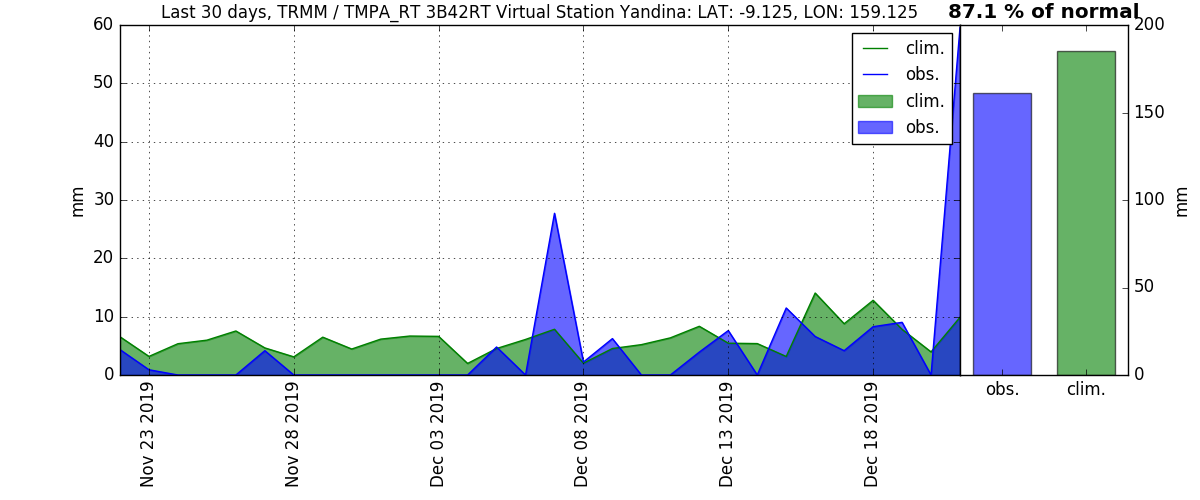 Last 30 days, TRMM / TMPA_RT 3B42RT Virtual Station Yandina: LAT: -9.125, LON: 159.125
87.1 % of normal
60
50
40
30
20
10
0
mm
clim.
obs.
clim.
obs.
200
150
100
50
0
mm
Nov 23 2019
Nov 28 2019
Dec 03 2019
Dec 08 2019
Dec 13 2019
Dec 18 2019
obs.
clim.